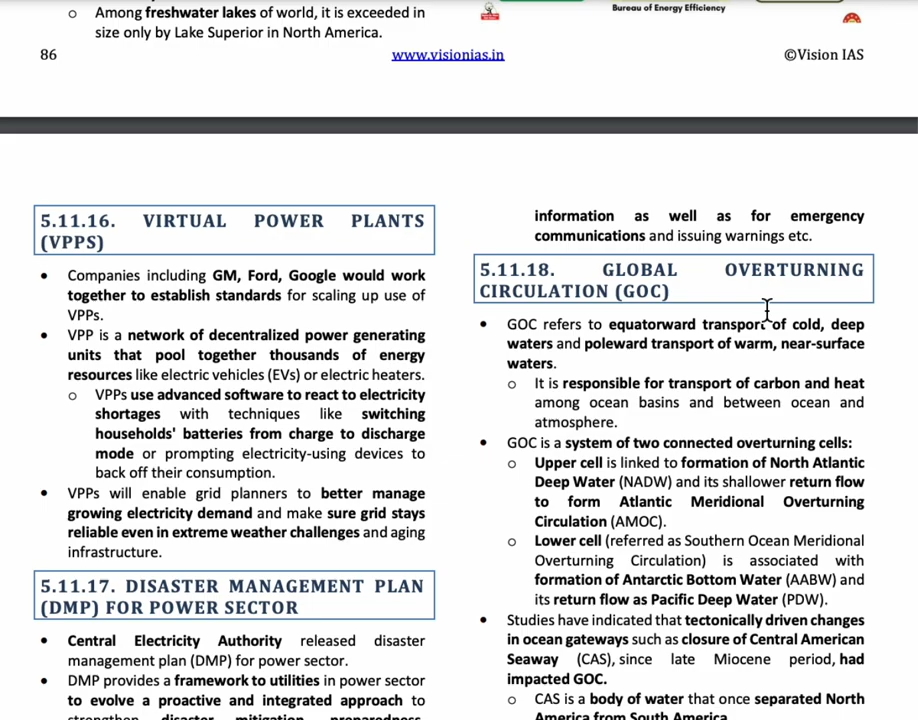 o Among freshwater lakes of world, it is exceeded in
size only by Lake Superior in North America.
Bureau of Energy Efficiency
86 www.visionias.in ©Vision IAS
5.11.16. VIRTUAL POWER PLANTS
(VPPS)
• Companies including GM, Ford, Google would work
together to establish standards for scaling up use of
VPPs.
• VPP is a network of decentralized power generating
units that pool together thousands of energy
resources like electric vehicles (EVs) or electric heaters.
o VPPs use advanced software to react to electricity
shortages with techniques like switching
households' batteries from charge to discharge
mode or prompting electricity-using devices to
back off their consumption.
• VPPs will enable grid planners to better manage
growing electricity demand and make sure grid stays
reliable even in extreme weather challenges and aging
infrastructure.
5.11.17. DISASTER MANAGEMENT PLAN
(DMP) FOR POWER SECTOR
• Central Electricity Authority released disaster
management plan (DMP) for power sector.
• DMP provides a framework to utilities in power sector
to evolve a proactive and integrated approach to
strengthen disaster mitigation, preparedness,
information as well as for emergency
communications and issuing warnings etc.
5.11.18. GLOBAL OVERTURNING
CIRCULATION (GOC)
• GOC refers to equatorward transport of cold, deep
waters and poleward transport of warm, near-surface
waters.
o It is responsible for transport of carbon and heat
among ocean basins and between ocean and
atmosphere.
• GOC is a system of two connected overturning cells:
o Upper cell is linked to formation of North Atlantic
Deep Water (NADW) and its shallower return flow
to form Atlantic Meridional Overturning
Circulation (AMOC).
o Lower cell (referred as Southern Ocean Meridional
Overturning Circulation) is associated with
formation of Antarctic Bottom Water (AABW) and
its return flow as Pacific Deep Water (PDW).
• Studies have indicated that tectonically driven changes
in ocean gateways such as closure of Central American
Seaway (CAS), since late Miocene period, had
impacted GOC.
o CAS is a body of water that once separated North
America from South America.